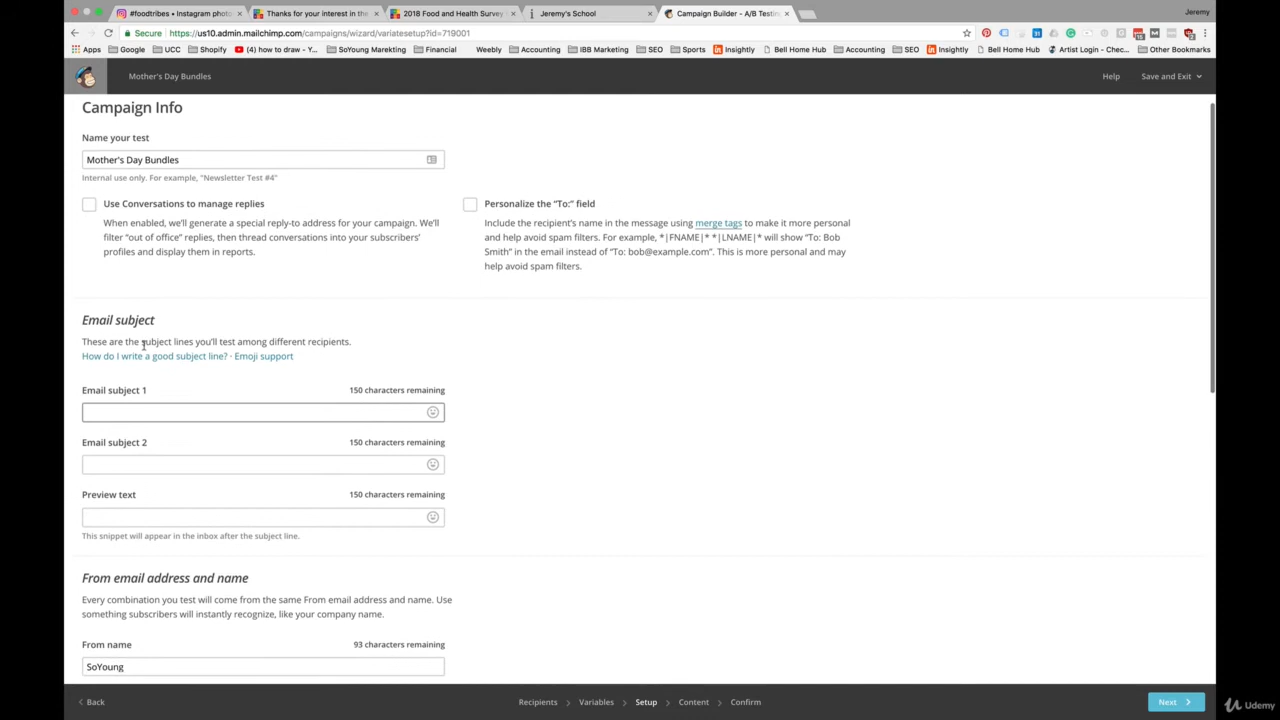 #foodtribes • Instagram photo
Thanks for your interest in the
2018 Food and Health Survey
Jeremy's School
Campaign Builder - A/B Testin
Jeremy
Secure
https://us10.admin.mailchimp.com/campaigns/wizard/variatesetup?id=719001
Apps
Google
UCC
Shopify
(4) how to draw - Y...
SoYoung Marekting
Financial
Weebly
Accounting
IBB Marketing
SEO
Sports
Insightly
Bell Home Hub
Accounting
SEO
Insightly
Bell Home Hub
Artist Login - Chec...
Other Bookmarks
Mother's Day Bundles
Help
Save and Exit
Campaign Info
Name your test
Mother's Day Bundles
Internal use only. For example, "Newsletter Test #4"
Use Conversations to manage replies
When enabled, we'll generate a special reply-to address for your campaign. We'll
filter "out of office" replies, then thread conversations into your subscribers'
profiles and display them in reports.
Personalize the "To:" field
Include the recipient's name in the message using merge tags to make it more personal
and help avoid spam filters. For example, *|FNAME|* *|LNAME|* will show "To: Bob
Smith" in the email instead of "To: bob@example.com". This is more personal and may
help avoid spam filters.
Email subject
These are the subject lines you'll test among different recipients.
How do I write a good subject line? · Emoji support
Email subject 1
150 characters remaining
Email subject 2
150 characters remaining
Preview text
150 characters remaining
This snippet will appear in the inbox after the subject line.
From email address and name
Every combination you test will come from the same From email address and name. Use
something subscribers will instantly recognize, like your company name.
From name
93 characters remaining
SoYoung
Back
Recipients
Variables
Setup
Content
Confirm
Next
Udemy